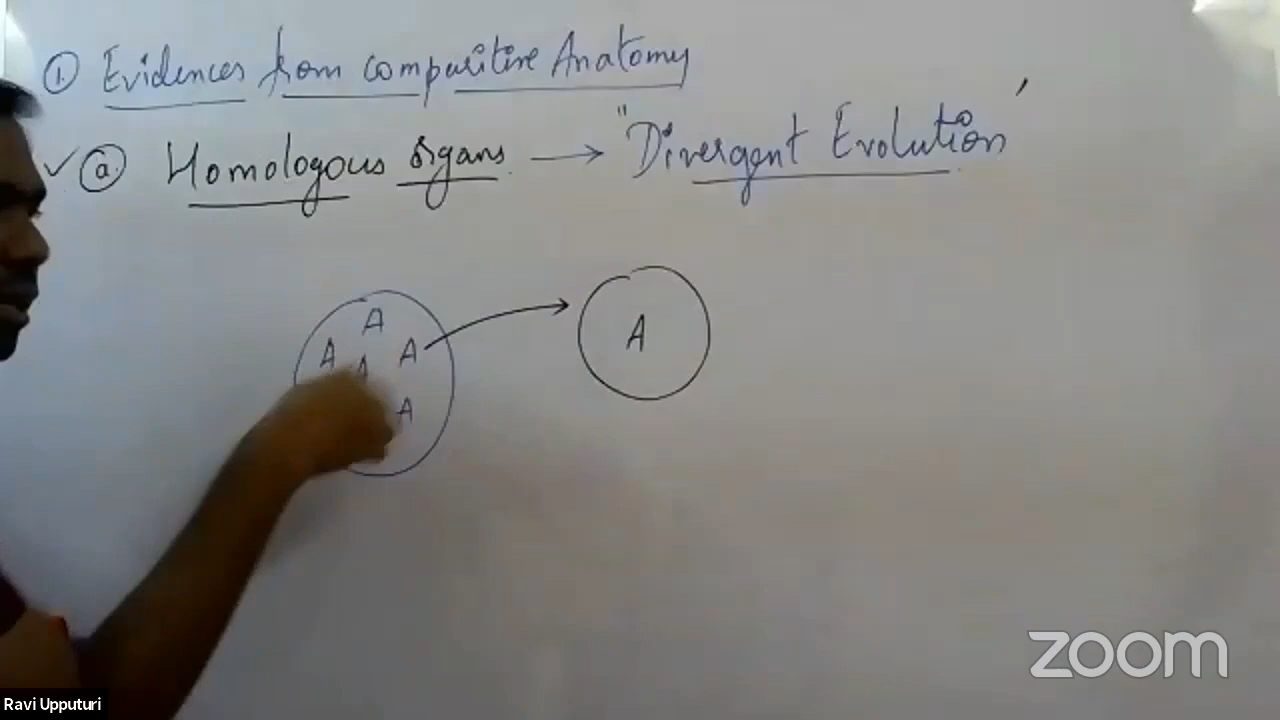 ① Evidences from comparitive Anatomy
✓ ⓐ Homologous organs → "Divergent Evolution'
A
A A A A
A
ZOOM
Ravi Upputuri